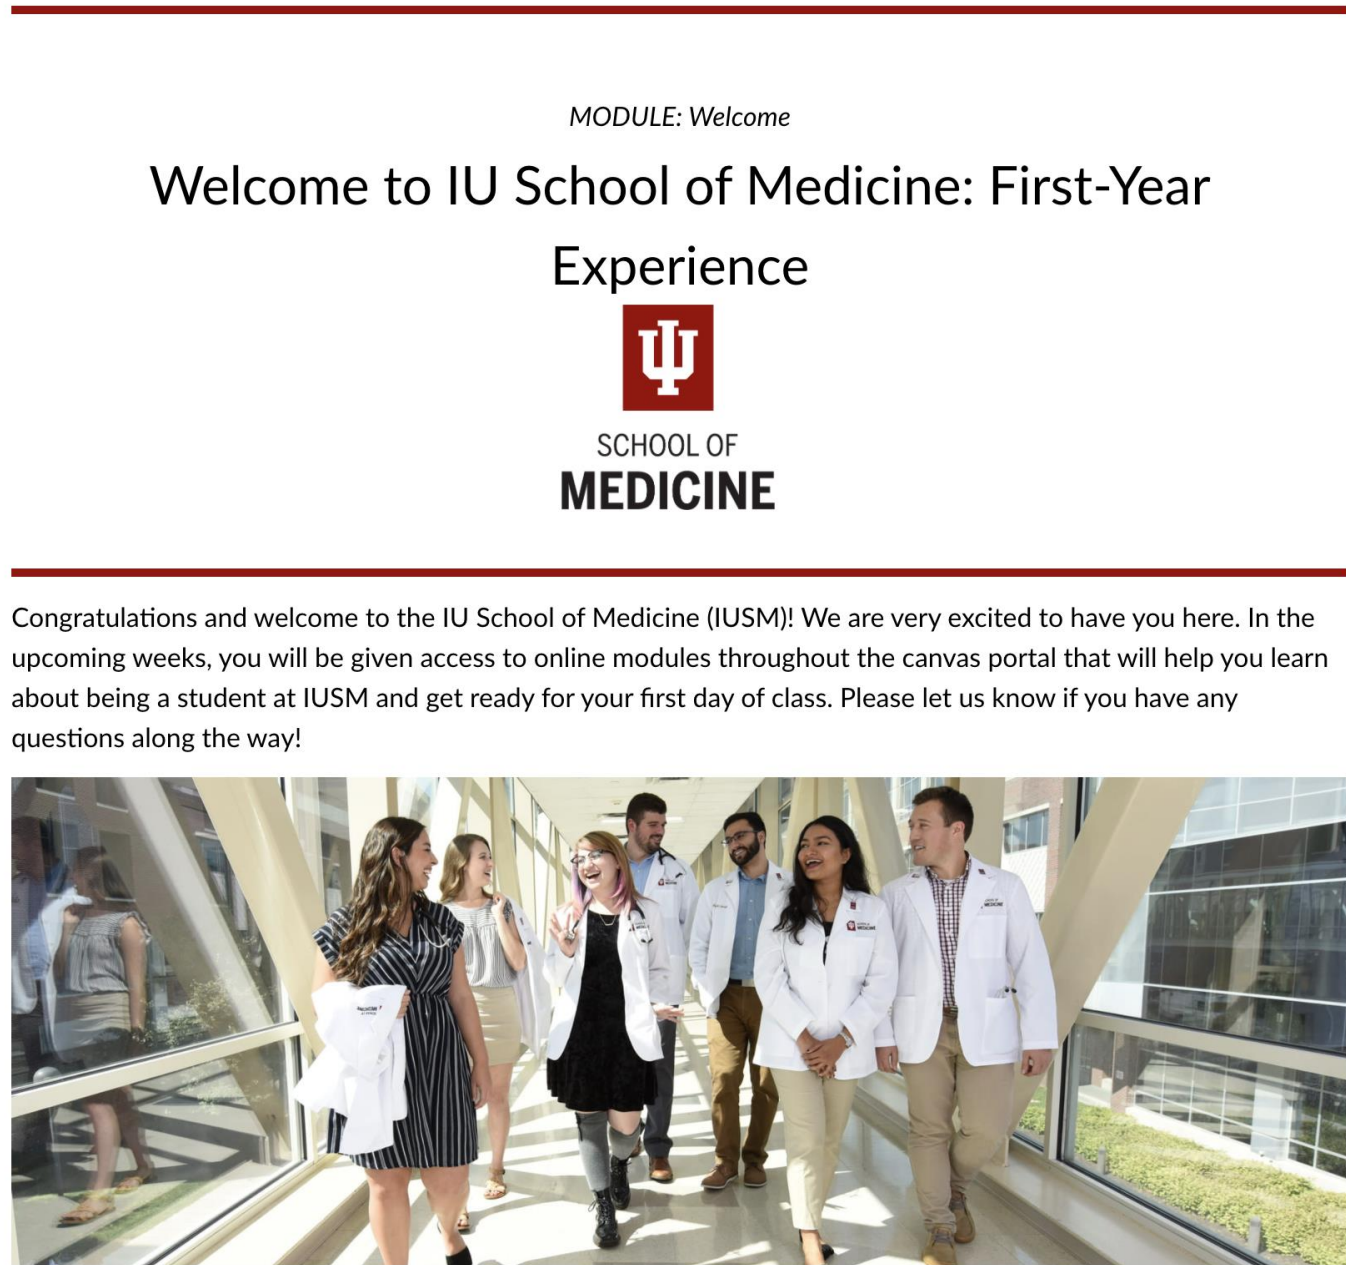 MODULE: Welcome
Welcome to IU School of Medicine: First-Year
Experience
SCHOOL OF
MEDICINE
Congratulations and welcome to the IU School of Medicine (IUSM)! We are very excited to have you here. In the
upcoming weeks, you will be given access to online modules throughout the canvas portal that will help you learn
about being a student at IUSM and get ready for your first day of class. Please let us know if you have any
questions along the way!
MEDICINE
MEDICINE
MEDICINE